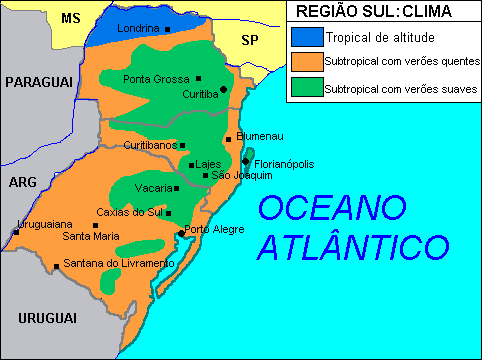 REGIÃO SUL: CLIMA
Tropical de altitude
Subtropical com verões quentes
Subtropical com verões suaves
MS
SP
Londrina
PARAGUAI
Ponta Grossa
Curitiba
Blumenau
Curitibanos
Lajes
Florianópolis
São Joaquim
ARG
Vacaria
Caxias do Sul
Uruguaiana
Santa Maria
Porto Alegre
OCEANO
ATLÂNTICO
Santana do Livramento
URUGUAI